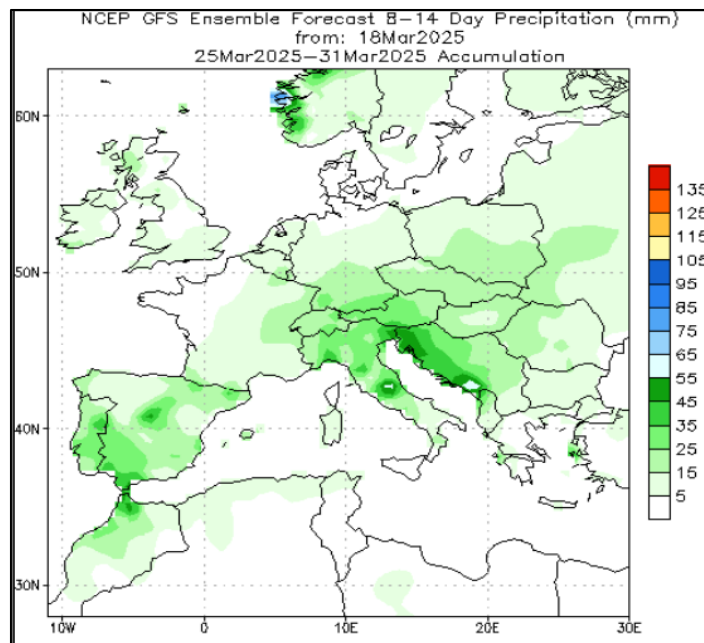 NCEP GFS Ensemble Forecast 8–14 Day Precipitation (mm)
from: 18Mar2025
25Mar2025–31Mar2025 Accumulation
60N
50N
40N
30N
10W
0
10E
20E
30E
135
125
115
105
95
85
75
65
55
45
35
25
15
5